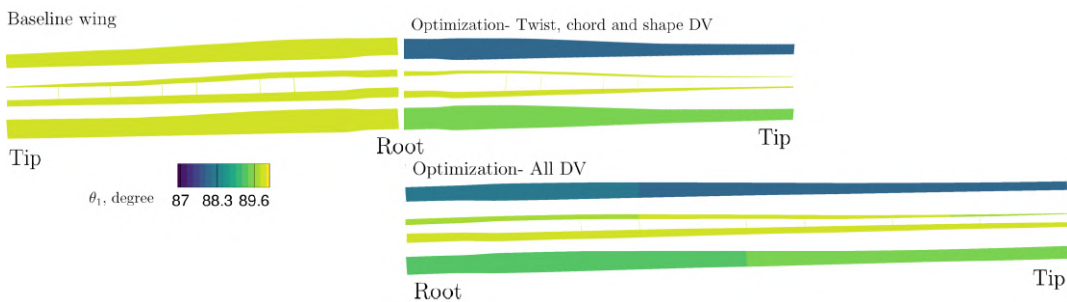 Baseline wing
Optimization- Twist, chord and shape DV
Tip
Root
Tip
Optimization- All DV
θ₁, degree
87 88.3 89.6
Root
Tip